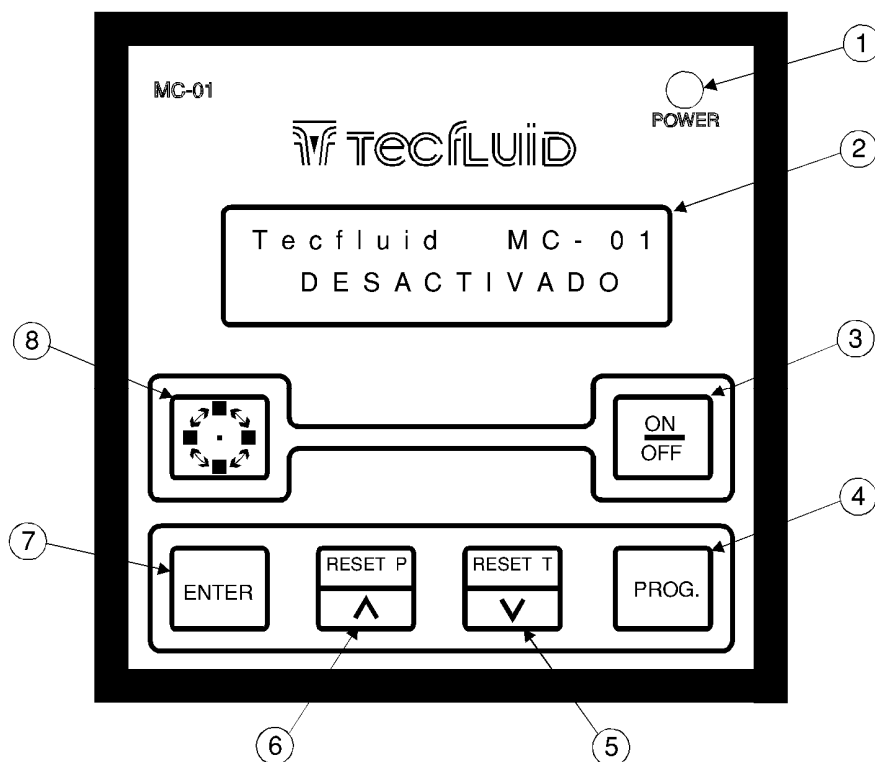 1
MC-01
POWER
TECFLUID
2
Tecfluid MC-01
DESACTIVADO
8
3
ON
OFF
4
7
ENTER
RESET P
RESET T
PROG.
6
5